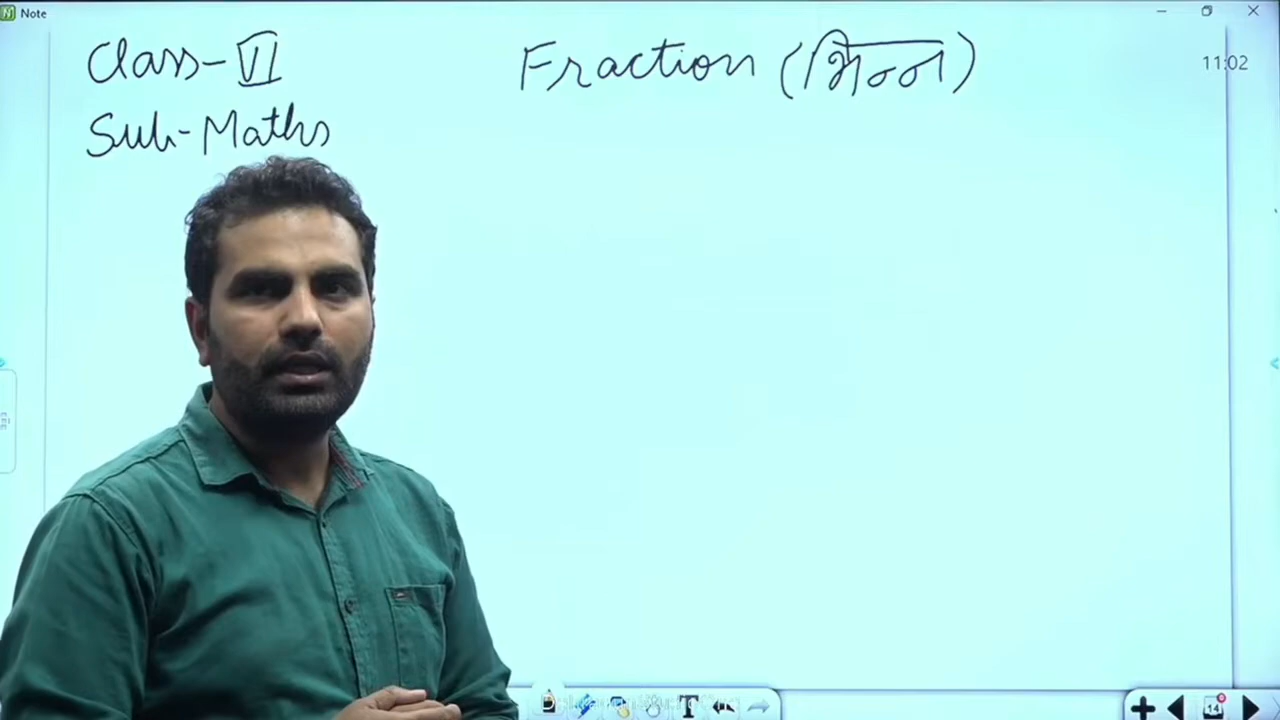 Note
Class-VI
Fraction (भिन्न)
11:02
Sub-Maths
T
14